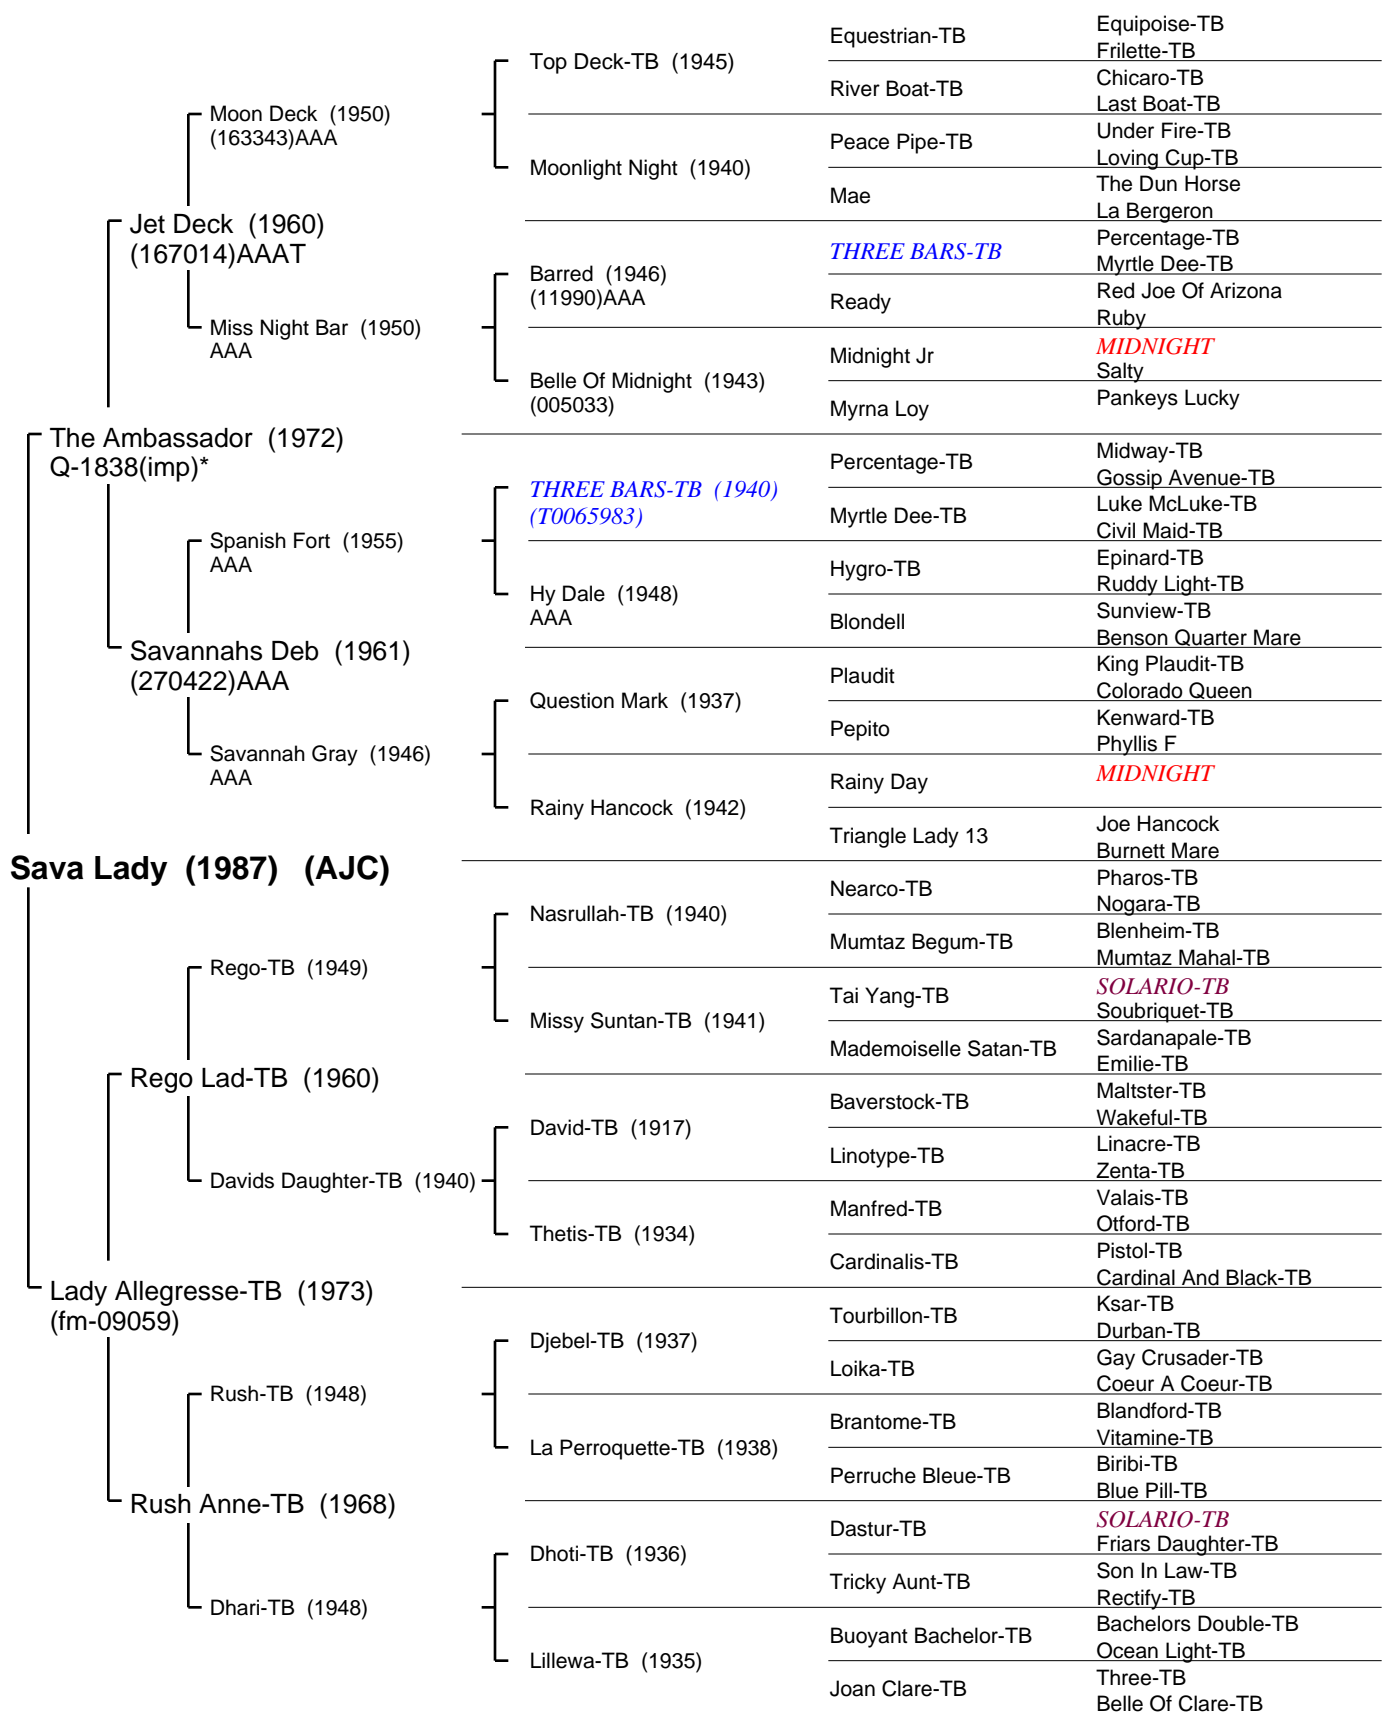 Equipoise-TB
Equestrian-TB
Frilette-TB
Top Deck-TB (1945)
Chicaro-TB
River Boat-TB
Last Boat-TB
Moon Deck (1950)
(163343)AAA
Under Fire-TB
Peace Pipe-TB
Loving Cup-TB
Moonlight Night (1940)
The Dun Horse
Mae
La Bergeron
Jet Deck (1960)
(167014)AAAT
Percentage-TB
THREE BARS-TB
Myrtle Dee-TB
Barred (1946)
(11990)AAA
Red Joe Of Arizona
Ready
Ruby
Miss Night Bar (1950)
AAA
MIDNIGHT
Midnight Jr
Salty
Belle Of Midnight (1943)
(005033)
Pankeys Lucky
Myrna Loy
The Ambassador (1972)
Q-1838(imp)*
Midway-TB
Percentage-TB
Gossip Avenue-TB
THREE BARS-TB (1940)
(T0065983)
Luke McLuke-TB
Myrtle Dee-TB
Civil Maid-TB
Spanish Fort (1955)
AAA
Epinard-TB
Hygro-TB
Ruddy Light-TB
Hy Dale (1948)
AAA
Sunview-TB
Blondell
Benson Quarter Mare
Savannahs Deb (1961)
(270422)AAA
King Plaudit-TB
Plaudit
Colorado Queen
Question Mark (1937)
Kenward-TB
Pepito
Phyllis F
Savannah Gray (1946)
AAA
MIDNIGHT
Rainy Day
Rainy Hancock (1942)
Joe Hancock
Triangle Lady 13
Burnett Mare
Sava Lady (1987) (AJC)
Pharos-TB
Nearco-TB
Nogara-TB
Nasrullah-TB (1940)
Blenheim-TB
Mumtaz Begum-TB
Mumtaz Mahal-TB
Rego-TB (1949)
SOLARIO-TB
Tai Yang-TB
Soubriquet-TB
Missy Suntan-TB (1941)
Sardanapale-TB
Mademoiselle Satan-TB
Emilie-TB
Rego Lad-TB (1960)
Maltster-TB
Baverstock-TB
Wakeful-TB
David-TB (1917)
Linacre-TB
Linotype-TB
Zenta-TB
Davids Daughter-TB (1940)
Valais-TB
Manfred-TB
Otford-TB
Thetis-TB (1934)
Pistol-TB
Cardinalis-TB
Cardinal And Black-TB
Lady Allegresse-TB (1973)
(fm-09059)
Ksar-TB
Tourbillon-TB
Durban-TB
Djebel-TB (1937)
Gay Crusader-TB
Loika-TB
Coeur A Coeur-TB
Rush-TB (1948)
Blandford-TB
Brantome-TB
Vitamine-TB
La Perroquette-TB (1938)
Biribi-TB
Perruche Bleue-TB
Blue Pill-TB
Rush Anne-TB (1968)
SOLARIO-TB
Dastur-TB
Friars Daughter-TB
Dhoti-TB (1936)
Son In Law-TB
Tricky Aunt-TB
Rectify-TB
Dhari-TB (1948)
Bachelors Double-TB
Buoyant Bachelor-TB
Ocean Light-TB
Lillewa-TB (1935)
Three-TB
Joan Clare-TB
Belle Of Clare-TB